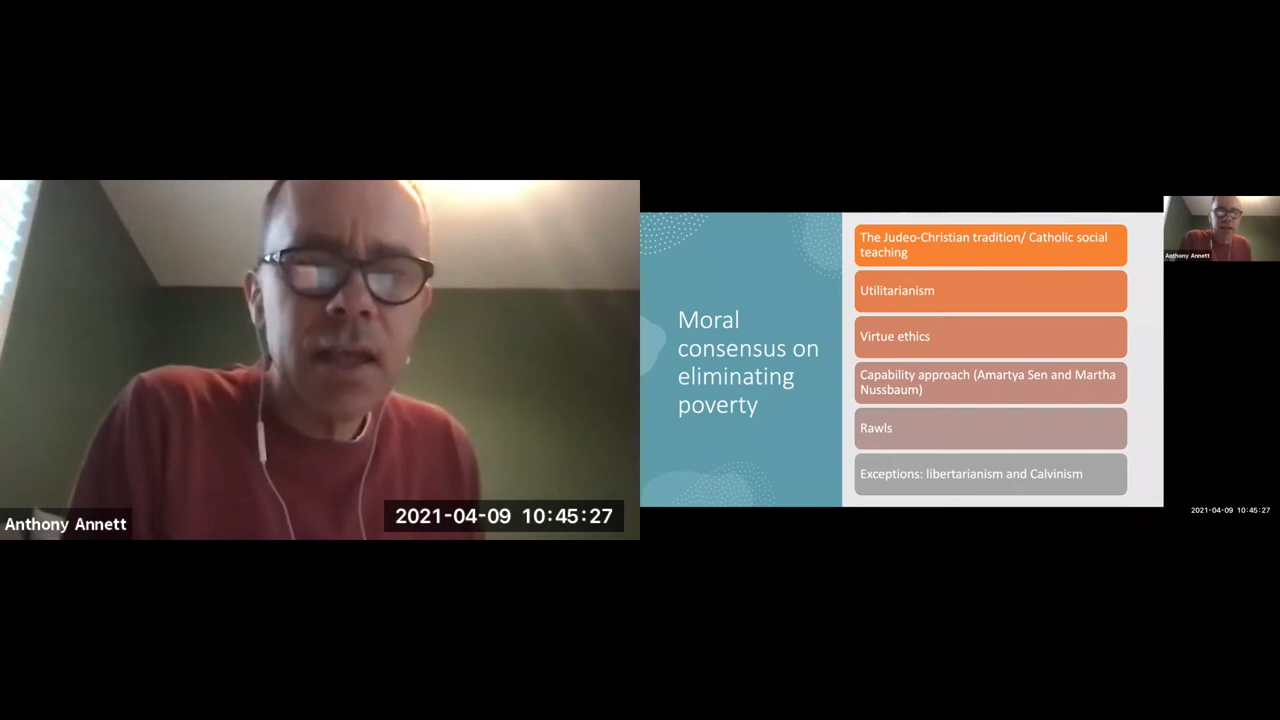 Anthony Annett
2021-04-09 10:45:27
Moral
consensus on
eliminating
poverty
The Judeo-Christian tradition/ Catholic social
teaching
Utilitarianism
Virtue ethics
Capability approach (Amartya Sen and Martha
Nussbaum)
Rawls
Exceptions: libertarianism and Calvinism
Anthony Annett
2021-04-09 10:45:27